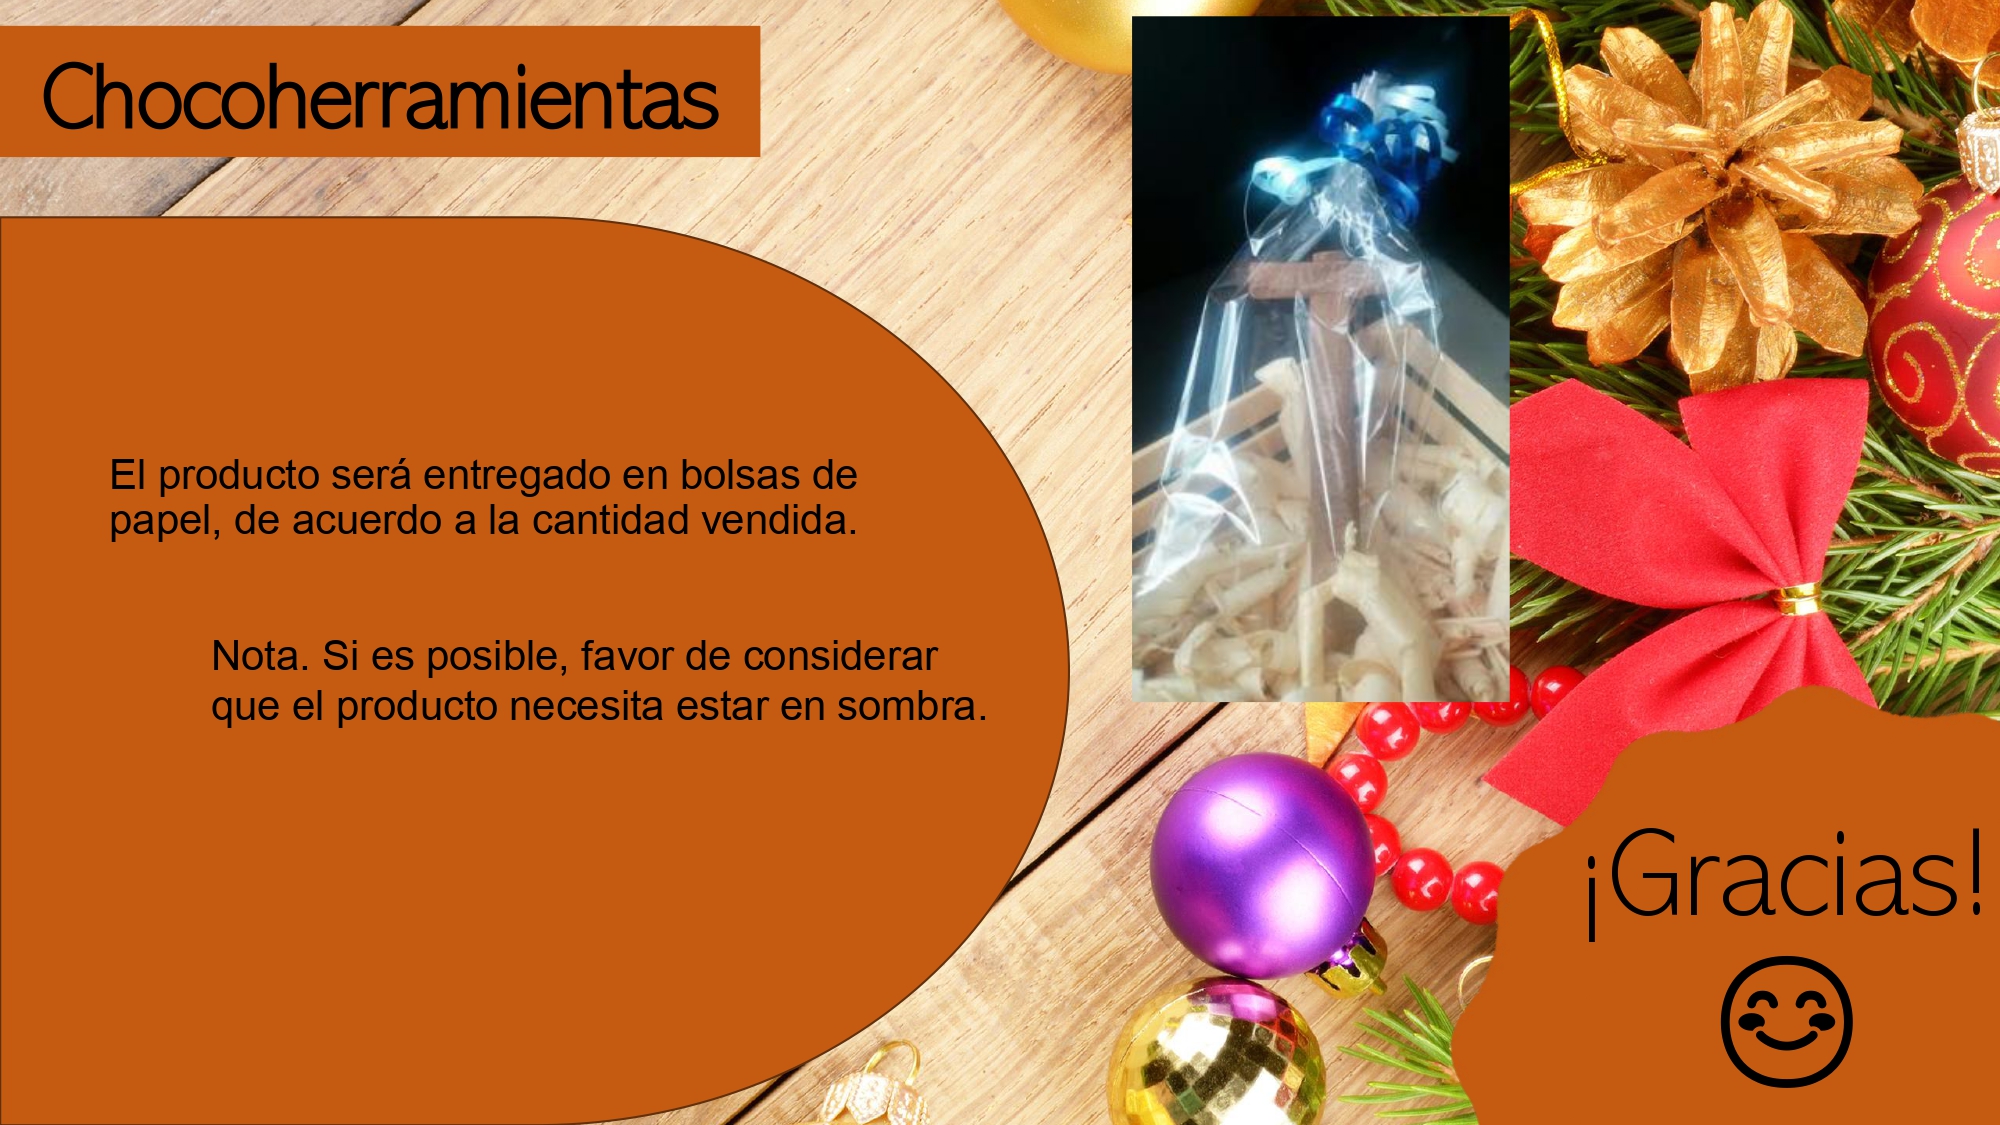 Chocoherramientas
El producto será entregado en bolsas de
papel, de acuerdo a la cantidad vendida.
Nota. Si es posible, favor de considerar
que el producto necesita estar en sombra.
¡Gracias!